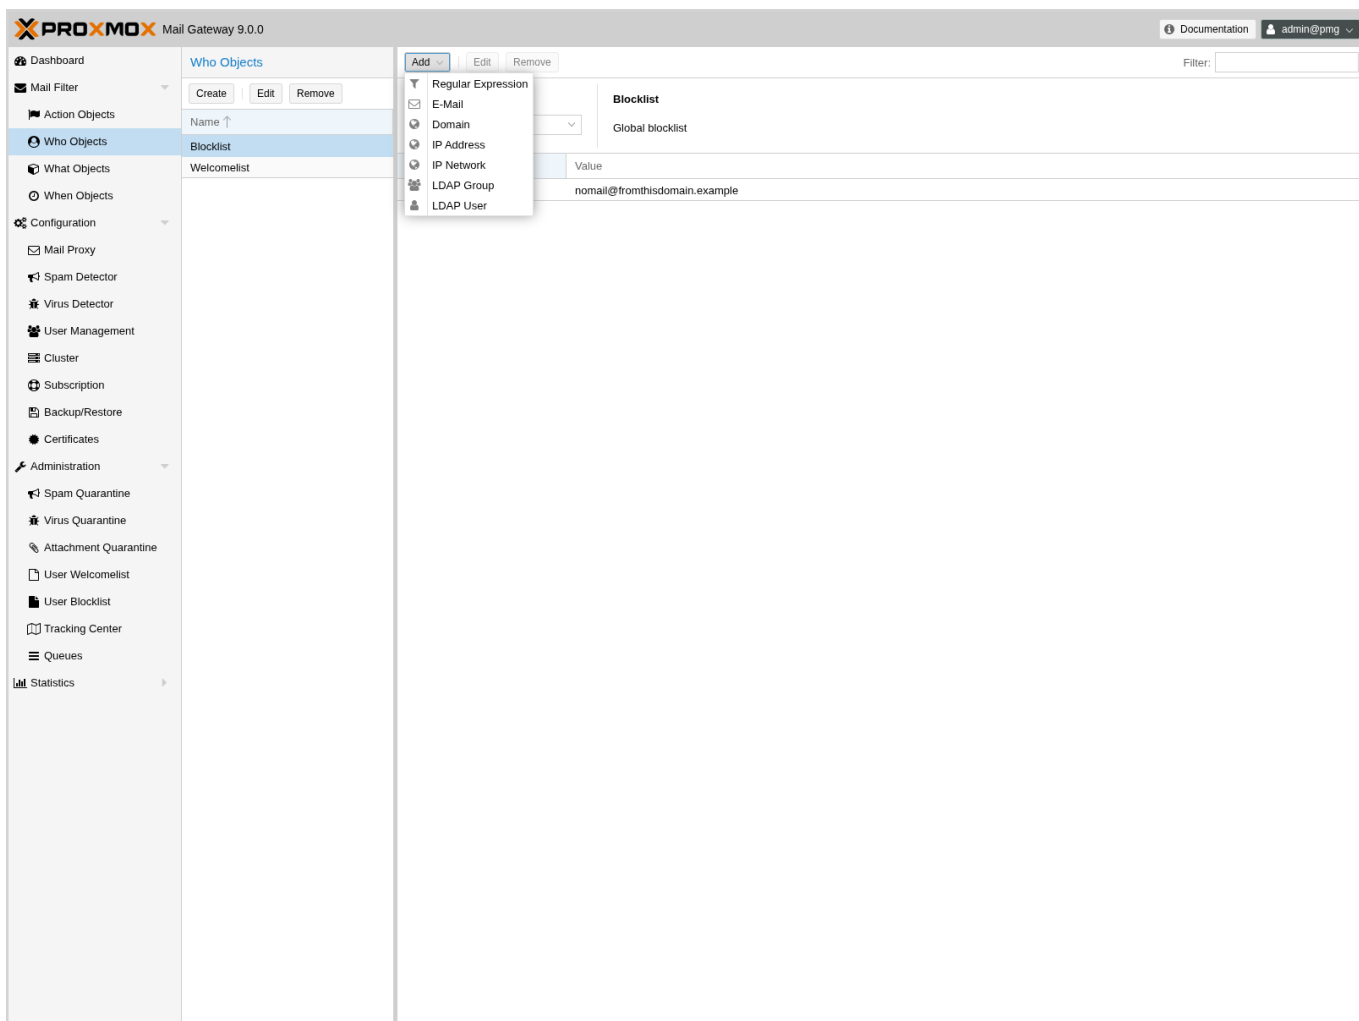 PROXMOX Mail Gateway 9.0.0
Documentation
admin@pmg
Dashboard
Mail Filter
Action Objects
Who Objects
What Objects
When Objects
Configuration
Mail Proxy
Spam Detector
Virus Detector
User Management
Cluster
Subscription
Backup/Restore
Certificates
Administration
Spam Quarantine
Virus Quarantine
Attachment Quarantine
User Welcomelist
User Blocklist
Tracking Center
Queues
Statistics
Who Objects
Create Edit Remove
Name
Blocklist
Welcomelist
Add Edit Remove
Filter:
Regular Expression
E-Mail
Domain
IP Address
IP Network
LDAP Group
LDAP User
Blocklist
Global blocklist
Value
nomail@fromthisdomain.example